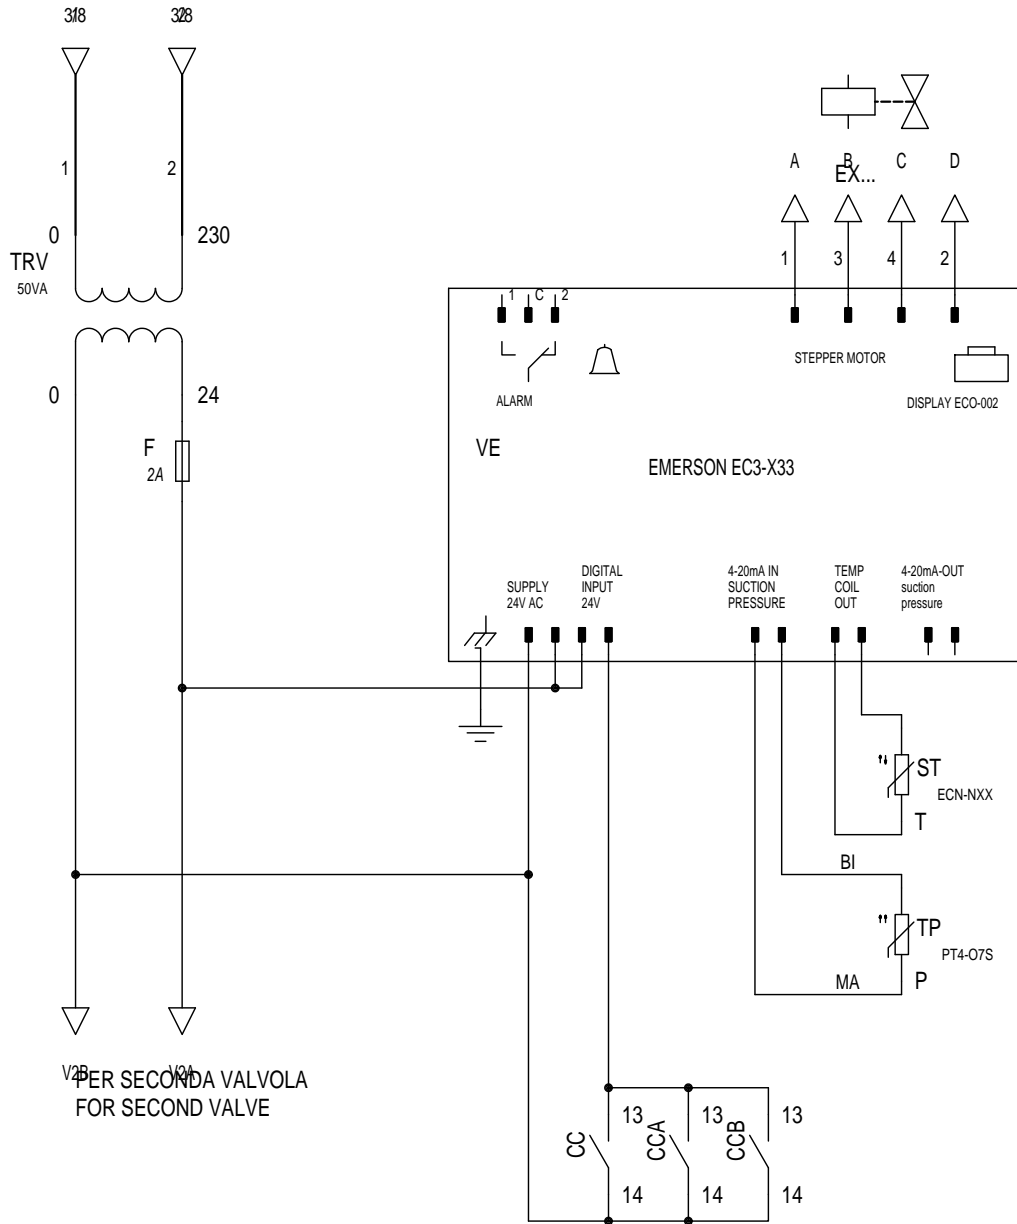 A B C D
EX...
1 2
1 3 4 2
0 230
TRV
50VA
1 C 2
STEPPER MOTOR
0 24
ALARM
DISPLAY ECO-002
F
2A
VE
EMERSON EC3-X33
SUPPLY
24V AC
DIGITAL
INPUT
24V
4-20mA IN
SUCTION
PRESSURE
TEMP
COIL
OUT
4-20mA-OUT
suction
pressure
ST
ECN-NXX
T
BI
TP
PT4-O7S
MA P
V2B V2A
PER SECONDA VALVOLA
FOR SECOND VALVE
13 13 13
CC CCA CCB
14 14 14